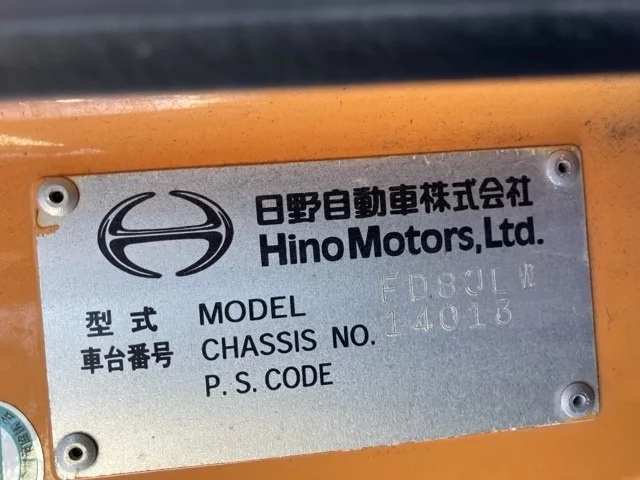 日野自動車株式会社
Hino Motors, Ltd.
型式 MODEL FD8JLW
車台番号 CHASSIS NO. 14013
P.S. CODE